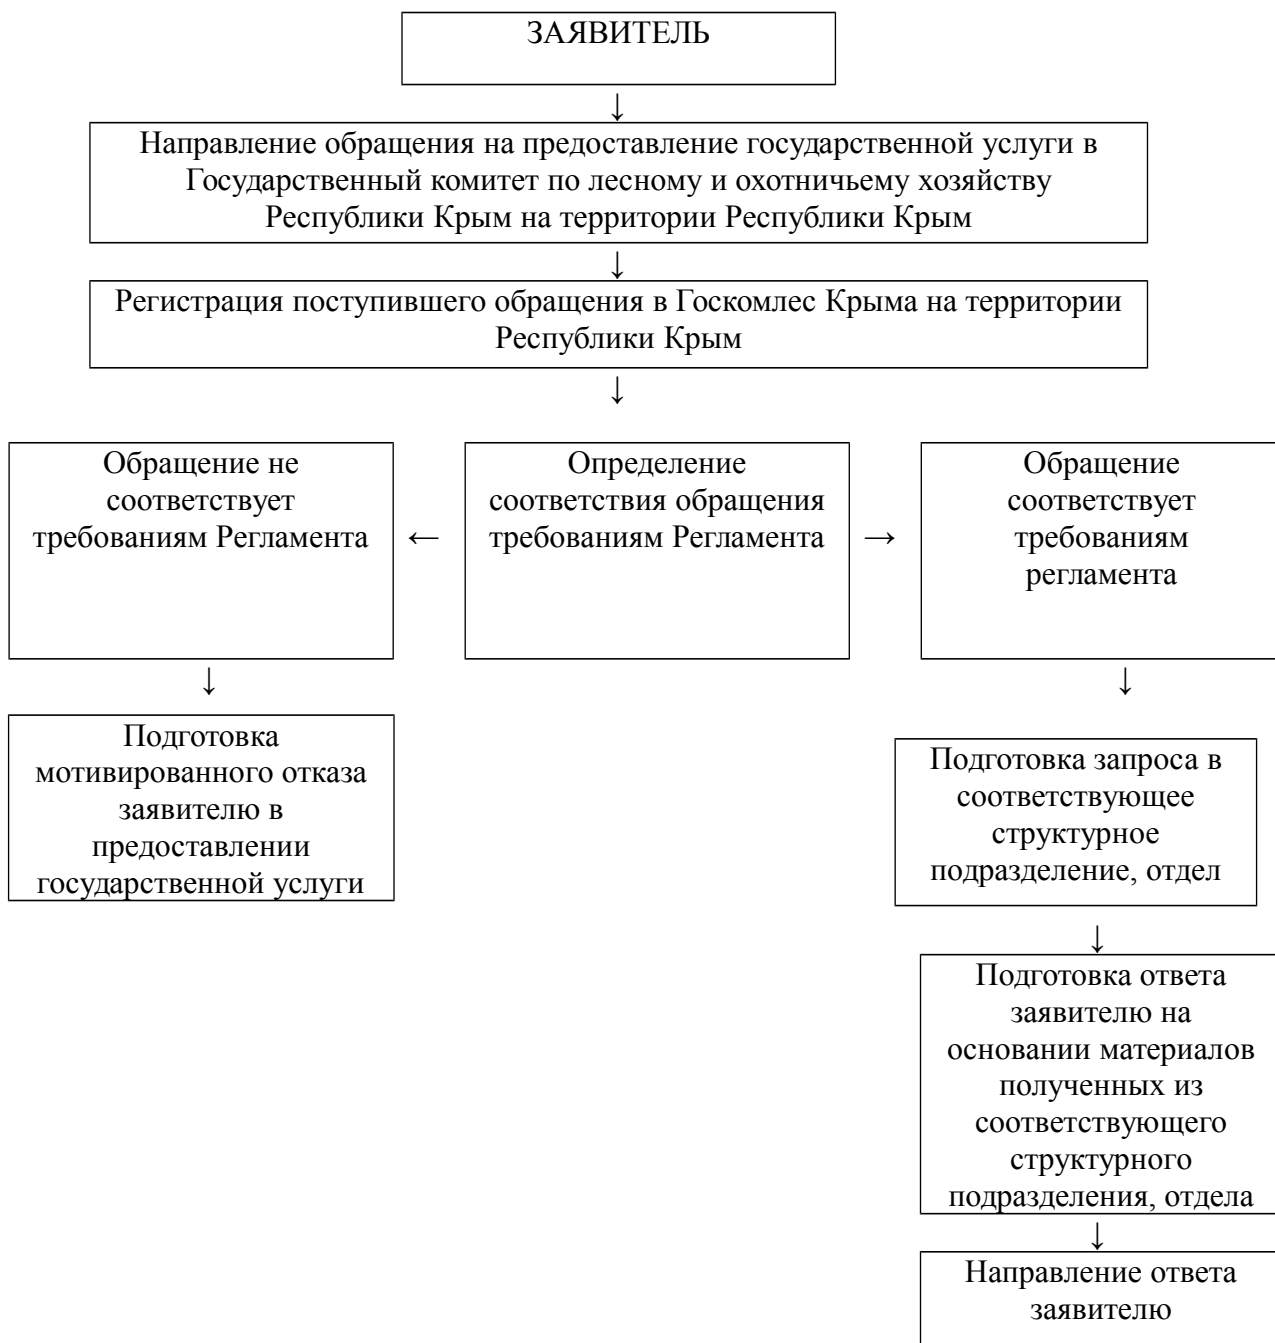 ЗАЯВИТЕЛЬ
↓
Направление обращения на предоставление государственной услуги в
Государственный комитет по лесному и охотничьему хозяйству
Республики Крым на территории Республики Крым
↓
Регистрация поступившего обращения в Госкомлес Крыма на территории
Республики Крым
↓
Обращение не
соответствует
требованиям Регламента
←
Определение
соответствия обращения
требованиям Регламента
→
Обращение
соответствует
требованиям
регламента
↓
↓
Подготовка
мотивированного отказа
заявителю в
предоставлении
государственной услуги
Подготовка запроса в
соответствующее
структурное
подразделение, отдел
↓
Подготовка ответа
заявителю на
основании материалов
полученных из
соответствующего
структурного
подразделения, отдела
↓
Направление ответа
заявителю